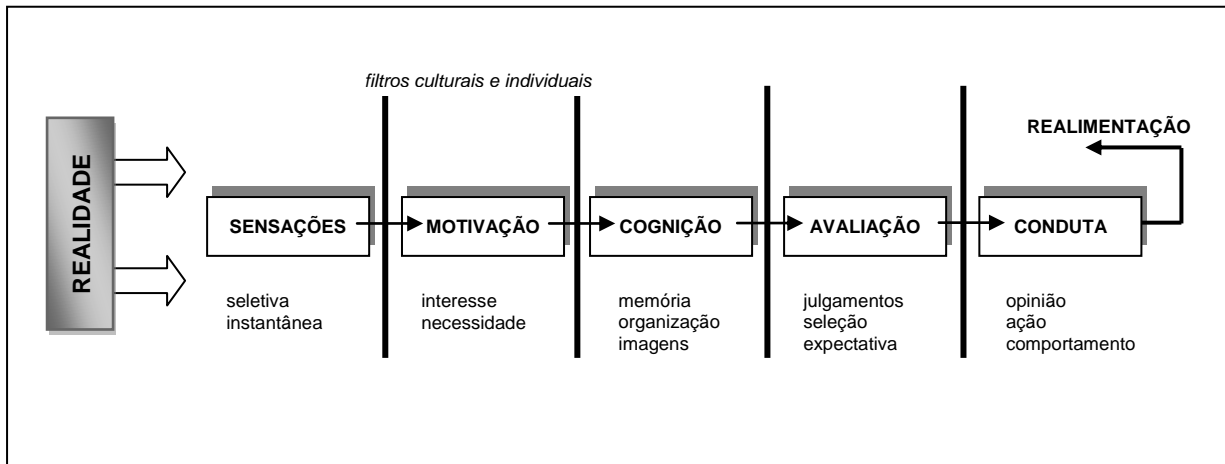 filtros culturais e individuais
REALIMENTAÇÃO
REALIDADE
SENSAÇÕES
MOTIVAÇÃO
COGNIÇÃO
AVALIAÇÃO
CONDUTA
seletiva
instantânea
interesse
necessidade
memória
organização
imagens
julgamentos
seleção
expectativa
opinião
ação
comportamento